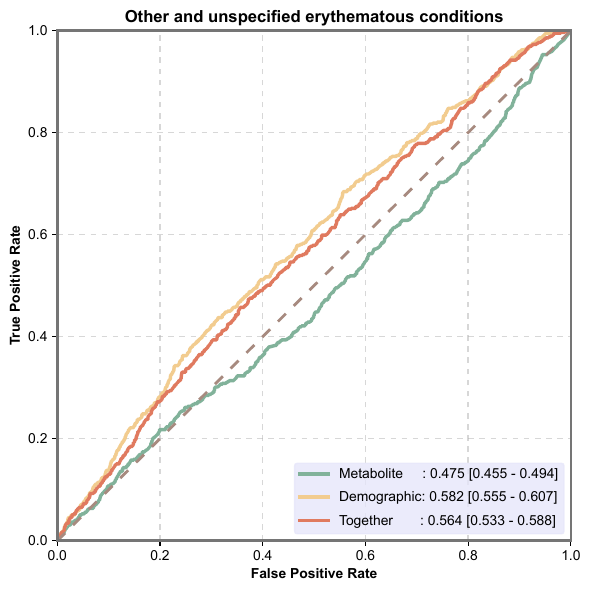 Other and unspecified erythematous conditions
True Positive Rate
1.0
0.8
0.6
0.4
0.2
0.0
Metabolite : 0.475 [0.455 - 0.494]
Demographic: 0.582 [0.555 - 0.607]
Together : 0.564 [0.533 - 0.588]
0.0 0.2 0.4 0.6 0.8 1.0
False Positive Rate